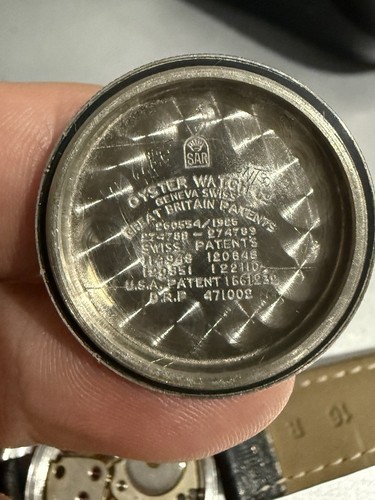 SAR
OYSTER WATCH
GENEVA SWISS
GREAT BRITAIN PATENTS
260554/1925
274788 - 274789
SWISS PATENTS
114948 120848
120851 122110
U.S.A. PATENT 1661232
D.R.P 471002
16 R